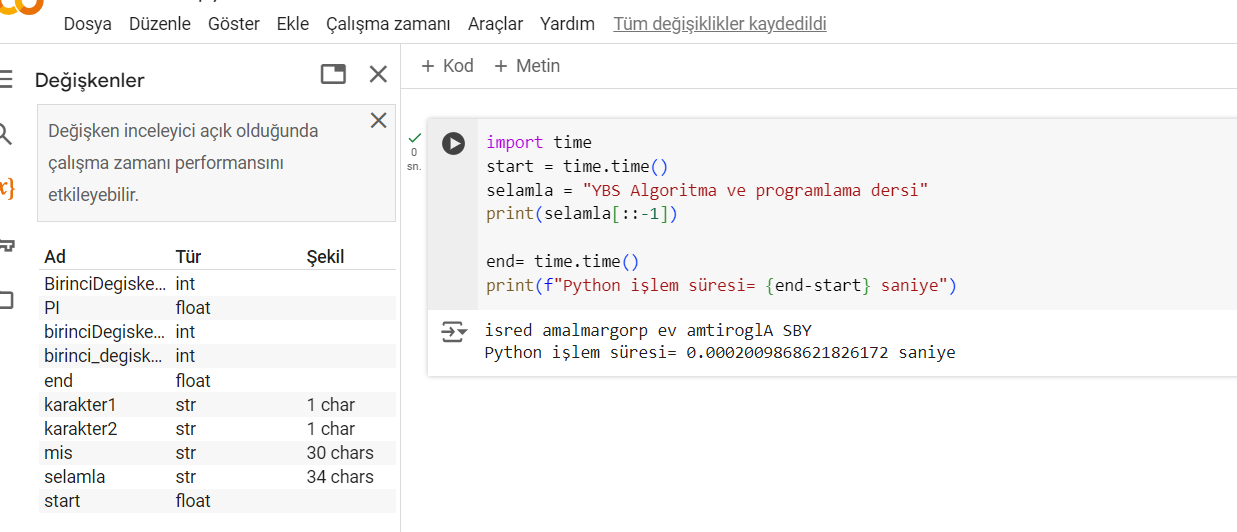 Dosya Düzenle Göster Ekle Çalışma zamanı Araçlar Yardım Tüm değişiklikler kaydedildi
Değişkenler
Değişken inceleyici açık olduğunda
çalışma zamanı performansını
etkileyebilir.
Ad Tür Şekil
BirinciDegiske... int
PI float
birinciDegiske... int
birinci_degisk... int
end float
karakter1 str 1 char
karakter2 str 1 char
mis str 30 chars
selamla str 34 chars
start float
+ Kod + Metin
0
sn.
import time
start = time.time()
selamla = "YBS Algoritma ve programlama dersi"
print(selamla[::-1])
end= time.time()
print(f"Python işlem süresi= {end-start} saniye")
isred amalmargorp ev amtiroglA SBY
Python işlem süresi= 0.0002009868621826172 saniye